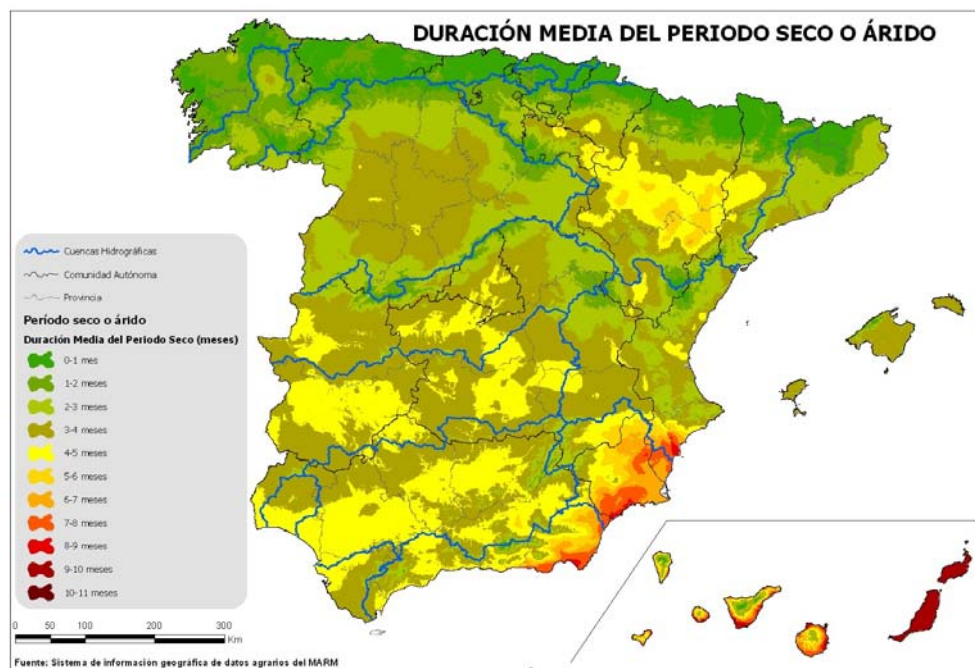 DURACIÓN MEDIA DEL PERIODO SECO O ÁRIDO
Cuencas Hidrográficas
Comunidad Autónoma
Provincia
Período seco o árido
Duración Media del Periodo Seco (meses)
0-1 mes
1-2 meses
2-3 meses
3-4 meses
4-5 meses
5-6 meses
6-7 meses
7-8 meses
8-9 meses
9-10 meses
10-11 meses
0 50 100 200 300
Km
Fuente: Sistema de información geográfica de datos agrarios del MARM